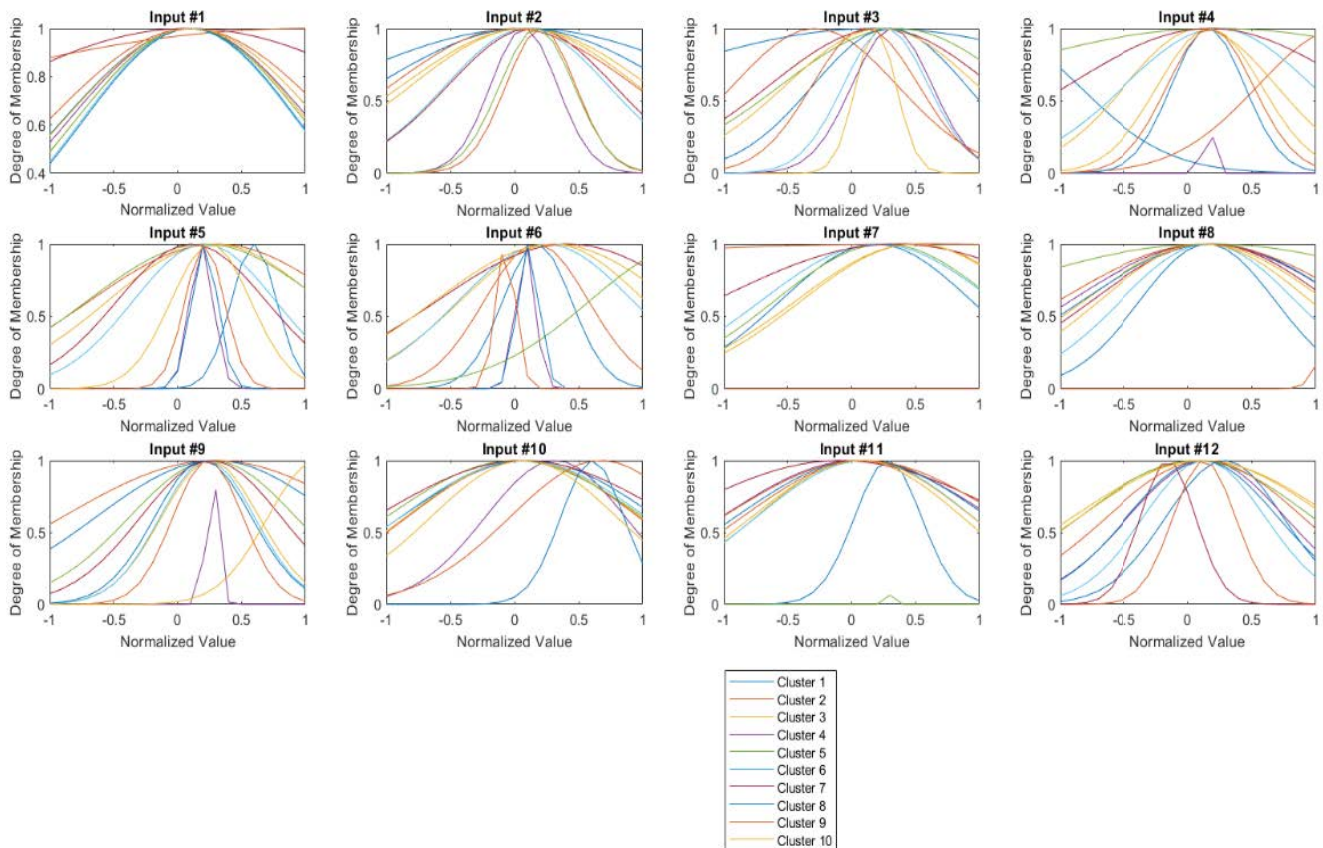 Input #1
Degree of Membership
1
0.8
0.6
0.4
-1 -0.5 0 0.5 1
Normalized Value
Input #2
Degree of Membership
1
0.5
0
-1 -0.5 0 0.5 1
Normalized Value
Input #3
Degree of Membership
1
0.5
0
-1 -0.5 0 0.5 1
Normalized Value
Input #4
Degree of Membership
1
0.5
0
-1 -0.5 0 0.5 1
Normalized Value
Input #5
Degree of Membership
1
0.5
0
-1 -0.5 0 0.5 1
Normalized Value
Input #6
Degree of Membership
1
0.5
0
-1 -0.5 0 0.5 1
Normalized Value
Input #7
Degree of Membership
1
0.5
0
-1 -0.5 0 0.5 1
Normalized Value
Input #8
Degree of Membership
1
0.5
0
-1 -0.5 0 0.5 1
Normalized Value
Input #9
Degree of Membership
1
0.5
0
-1 -0.5 0 0.5 1
Normalized Value
Input #10
Degree of Membership
1
0.5
0
-1 -0.5 0 0.5 1
Normalized Value
Input #11
Degree of Membership
1
0.5
0
-1 -0.5 0 0.5 1
Normalized Value
Input #12
Degree of Membership
1
0.5
0
-1 -0.5 0 0.5 1
Normalized Value
Cluster 1
Cluster 2
Cluster 3
Cluster 4
Cluster 5
Cluster 6
Cluster 7
Cluster 8
Cluster 9
Cluster 10